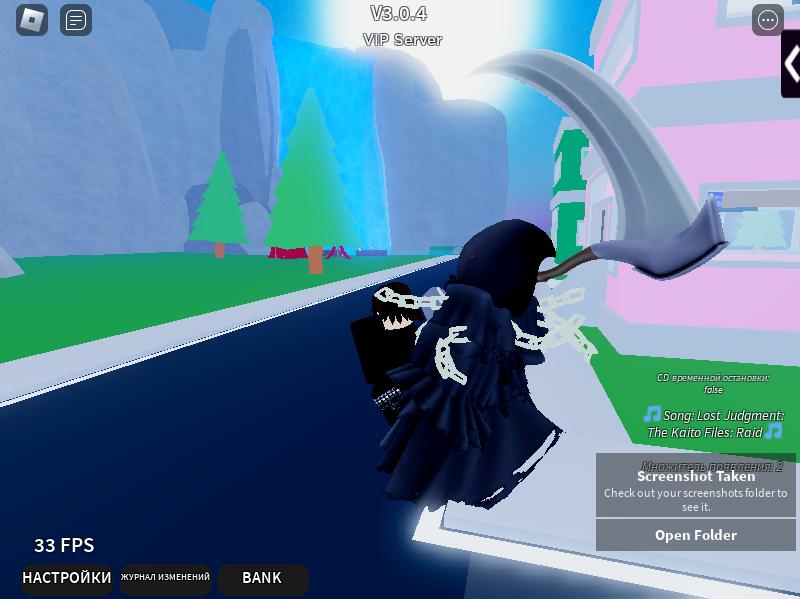 V3.0.4
VIP Server
CD временной остановки:
false
🎵 Song: Lost Judgment:
The Kaito Files: Raid 🎵
Множитель появления: 2
Screenshot Taken
Check out your screenshots folder to
see it.
Open Folder
33 FPS
НАСТРОЙКИ
ЖУРНАЛ ИЗМЕНЕНИЙ
BANK